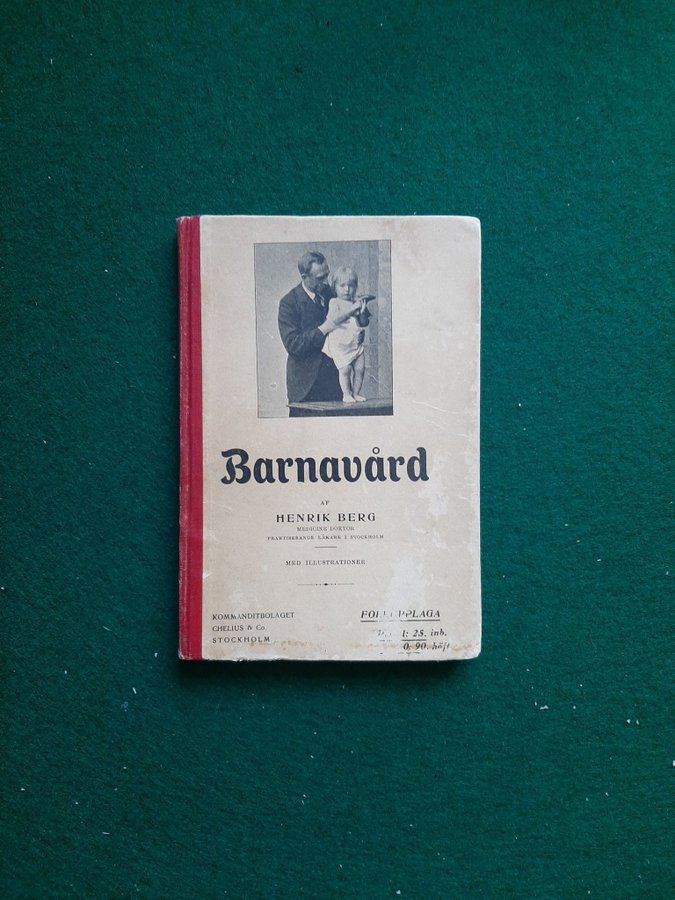 Barnavård
AF
HENRIK BERG
MEDICINE DOKTOR
PRAKTISERANDE LÄKARE I STOCKHOLM
MED ILLUSTRATIONER
KOMMANDITBOLAGET
CHELIUS & Co.
STOCKHOLM
1: 25. inb.
0. 90. häft